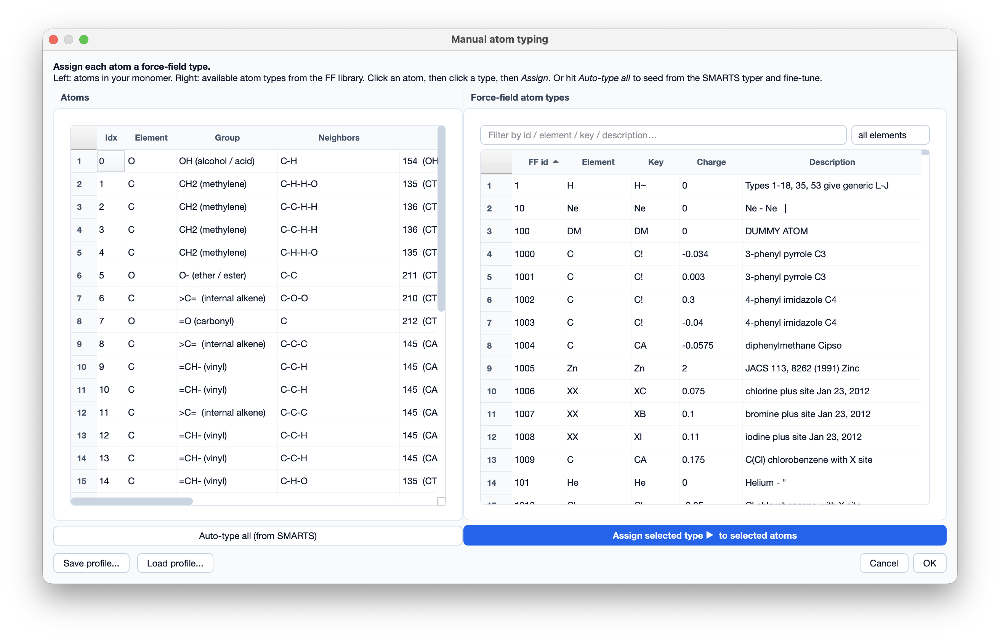 Manual atom typing
Assign each atom a force-field type.
Left: atoms in your monomer. Right: available atom types from the FF library. Click an atom, then click a type, then Assign. Or hit Auto-type all to seed from the SMARTS typer and fine-tune.
Atoms
Idx Element Group Neighbors
1 0 O OH (alcohol / acid) C-H 154 (OH
2 1 C CH2 (methylene) C-H-H-O 135 (CT
3 2 C CH2 (methylene) C-C-H-H 136 (CT
4 3 C CH2 (methylene) C-C-H-H 136 (CT
5 4 C CH2 (methylene) C-H-H-O 135 (CT
6 5 O O- (ether / ester) C-C 211 (CT
7 6 C >C= (internal alkene) C-O-O 210 (CT
8 7 O =O (carbonyl) C 212 (CT
9 8 C >C= (internal alkene) C-C-C 145 (CA
10 9 C =CH- (vinyl) C-C-H 145 (CA
11 10 C =CH- (vinyl) C-C-H 145 (CA
12 11 C >C= (internal alkene) C-C-C 145 (CA
13 12 C =CH- (vinyl) C-C-H 145 (CA
14 13 C =CH- (vinyl) C-C-H 145 (CA
15 14 C =CH- (vinyl) C-H-O 135 (CT
Auto-type all (from SMARTS)
Force-field atom types
Filter by id / element / key / description…
all elements
FF id Element Key Charge Description
1 1 H H~ 0 Types 1-18, 35, 53 give generic L-J
2 10 Ne Ne 0 Ne - Ne |
3 100 DM DM 0 DUMMY ATOM
4 1000 C C! -0.034 3-phenyl pyrrole C3
5 1001 C C! 0.003 3-phenyl pyrrole C3
6 1002 C C! 0.3 4-phenyl imidazole C4
7 1003 C C! -0.04 4-phenyl imidazole C4
8 1004 C CA -0.0575 diphenylmethane Cipso
9 1005 Zn Zn 2 JACS 113, 8262 (1991) Zinc
10 1006 XX XC 0.075 chlorine plus site Jan 23, 2012
11 1007 XX XB 0.1 bromine plus site Jan 23, 2012
12 1008 XX XI 0.11 iodine plus site Jan 23, 2012
13 1009 C CA 0.175 C(Cl) chlorobenzene with X site
14 101 He He 0 Helium - "
Assign selected type ▶ to selected atoms
Save profile... Load profile...
Cancel OK